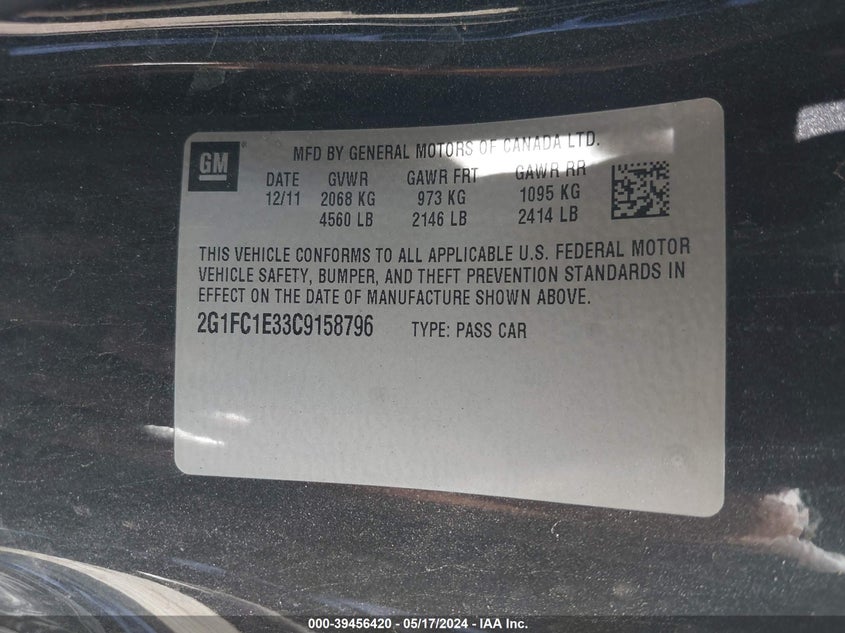 GM
MFD BY GENERAL MOTORS OF CANADA LTD.
DATE GVWR GAWR FRT GAWR RR
12/11 2068 KG 973 KG 1095 KG
4560 LB 2146 LB 2414 LB
THIS VEHICLE CONFORMS TO ALL APPLICABLE U.S. FEDERAL MOTOR
VEHICLE SAFETY, BUMPER, AND THEFT PREVENTION STANDARDS IN
EFFECT ON THE DATE OF MANUFACTURE SHOWN ABOVE.
2G1FC1E33C9158796 TYPE: PASS CAR
000-39456420 - 05/17/2024 - IAA Inc.